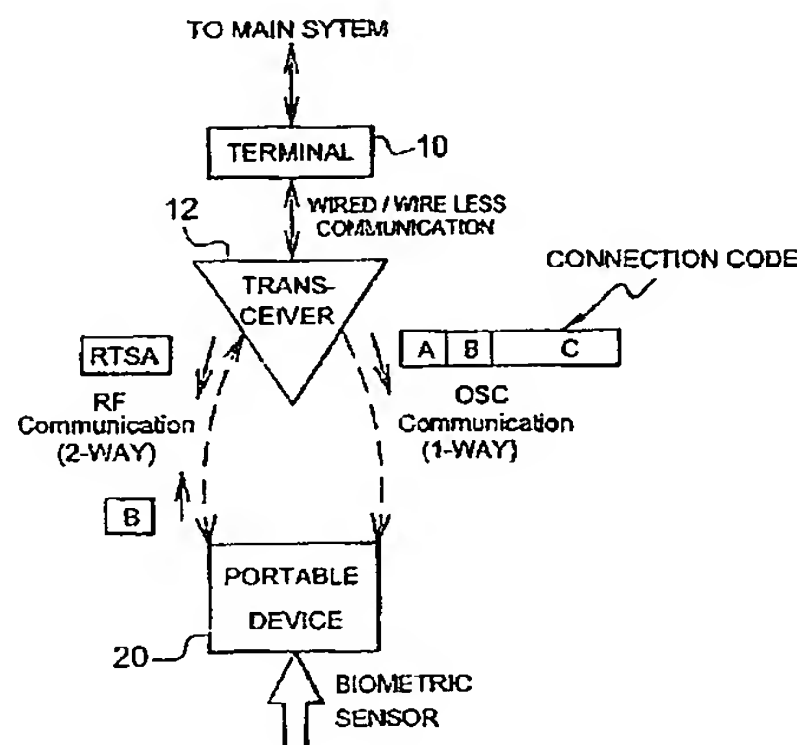 TO MAIN SYTEM
TERMINAL
10
WIRED / WIRE LESS
COMMUNICATION
12
TRANS-
CEIVER
CONNECTION CODE
RTSA
A B C
RF
Communication
(2-WAY)
OSC
Communication
(1-WAY)
B
PORTABLE
DEVICE
20
BIOMETRIC
SENSOR